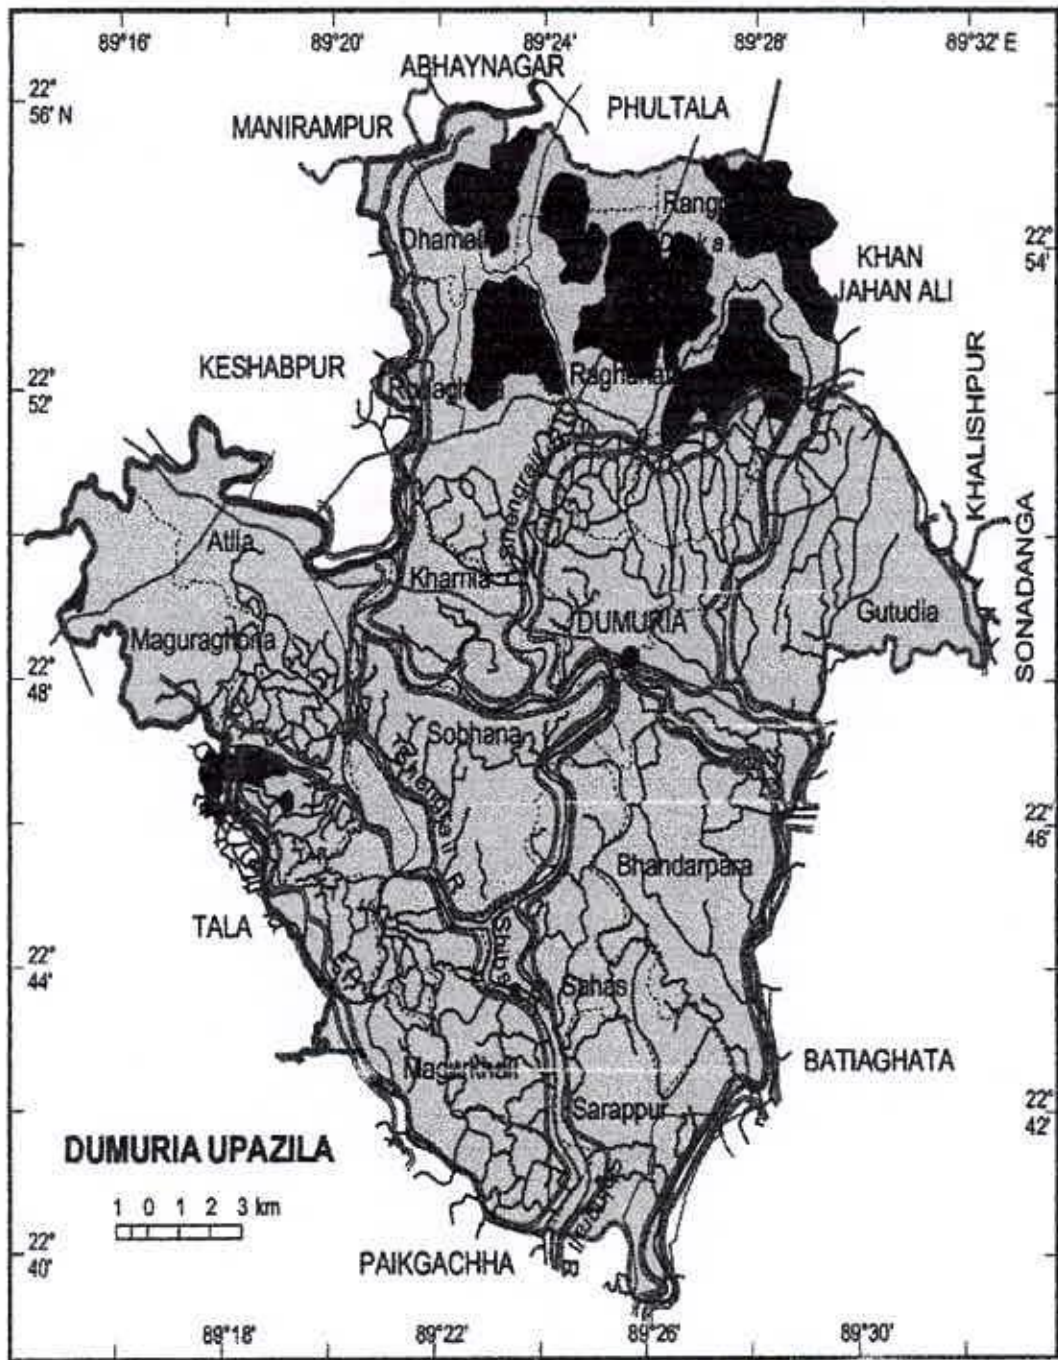 89°16' 89°20' 89°24' 89°28' 89°32' E
22° 56' N
ABHAYNAGAR
PHULTALA
MANIRAMPUR
22° 54'
KHAN JAHAN ALI
KESHABPUR
22° 52'
KHALISHPUR
SONADANGA
Atlia
Kharnia
DUMURIA
Gutudia
Maguraghona
22° 48'
Sobhana
22° 46'
Bhandarpara
TALA
22° 44'
Sahas
BATIAGHATA
Magurkhali
Sarappur
22° 42'
DUMURIA UPAZILA
1 0 1 2 3 km
PAIKGACHHA
22° 40'
89°18' 89°22' 89°26' 89°30'